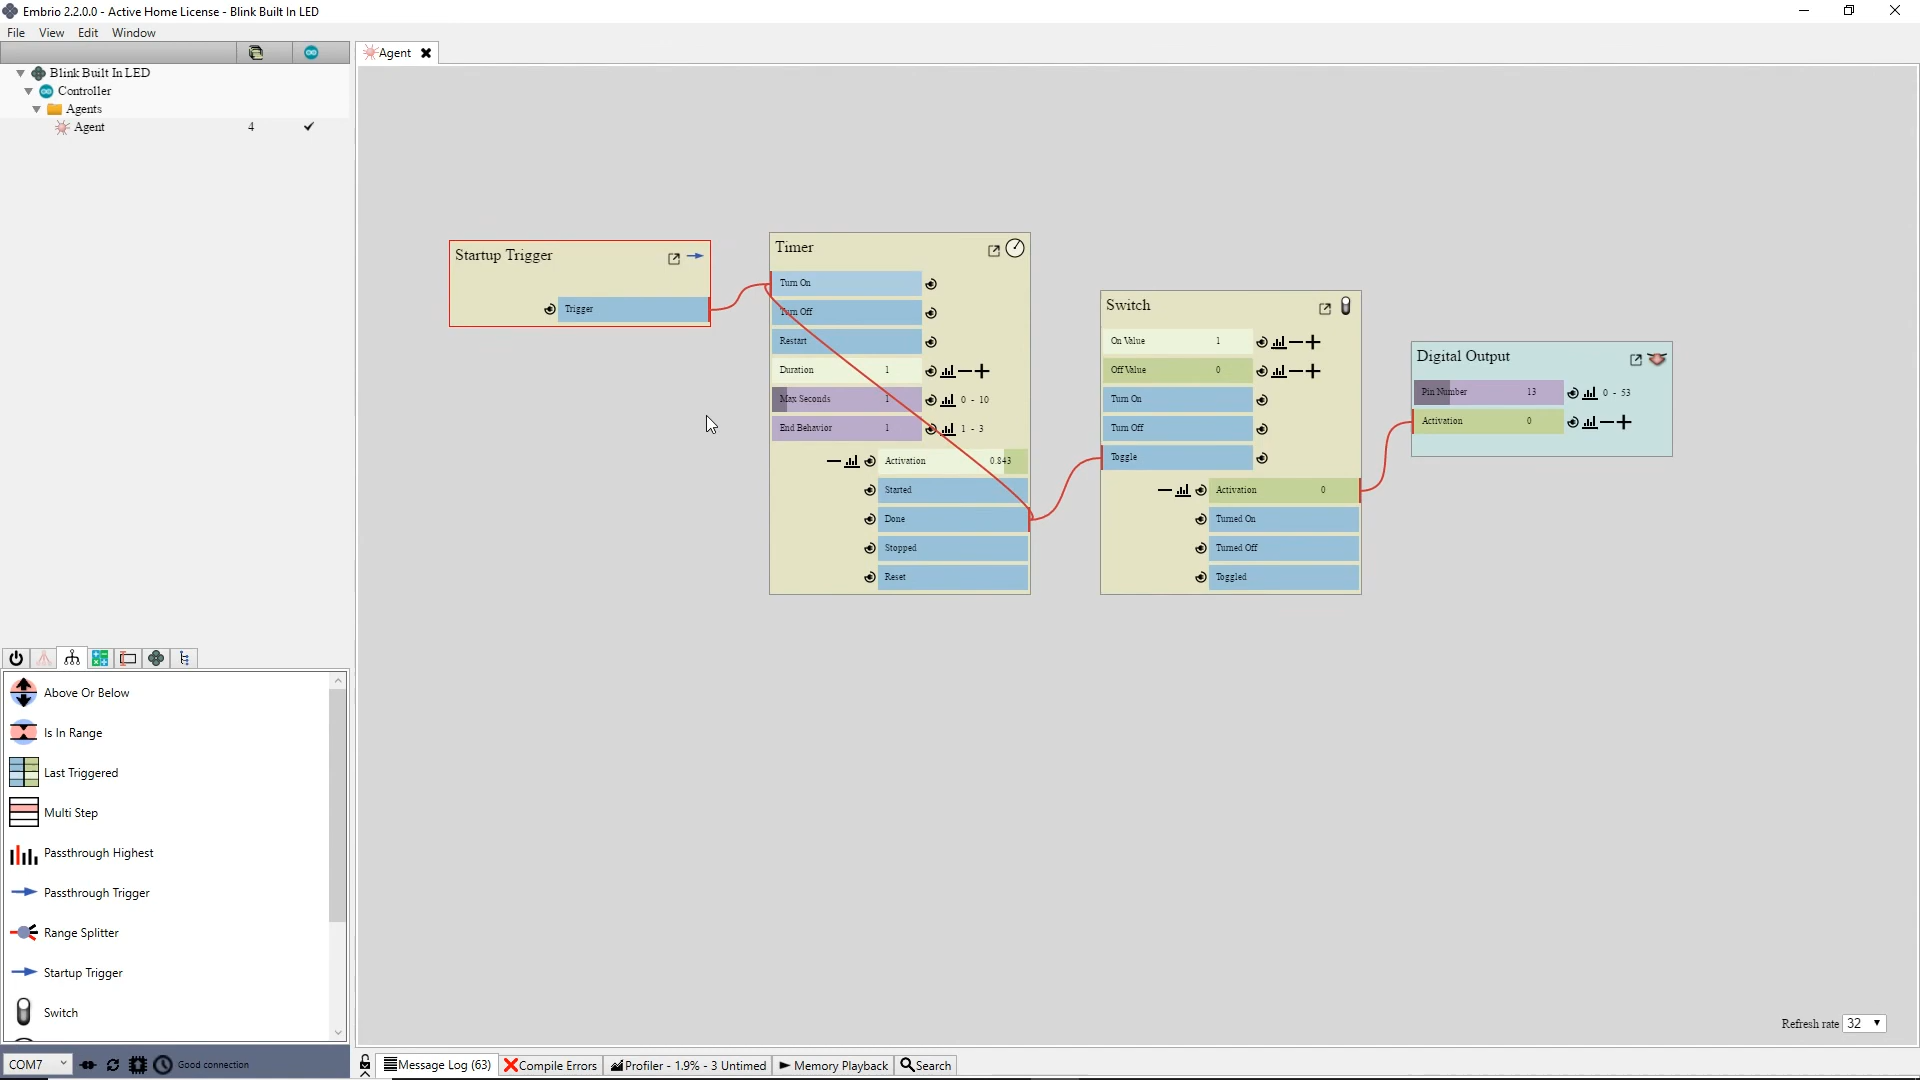 Embrio 2.2.0.0 - Active Home License - Blink Built In LED
File View Edit Window
Agent
Blink Built In LED
Controller
Agents
Agent 4
Startup Trigger
Trigger
Timer
Turn On
Turn Off
Restart
Duration 1
Max Seconds 1 0 - 10
End Behavior 1 1 - 3
Activation 0.843
Started
Done
Stopped
Reset
Switch
On Value 1
Off Value 0
Turn On
Turn Off
Toggle
Activation 0
Turned On
Turned Off
Toggled
Digital Output
Pin Number 13 0 - 53
Activation 0
Above Or Below
Is In Range
Last Triggered
Multi Step
Passthrough Highest
Passthrough Trigger
Range Splitter
Startup Trigger
Switch
Refresh rate 32
COM7 Good connection
Message Log (63) Compile Errors Profiler - 1.9% - 3 Untimed Memory Playback Search